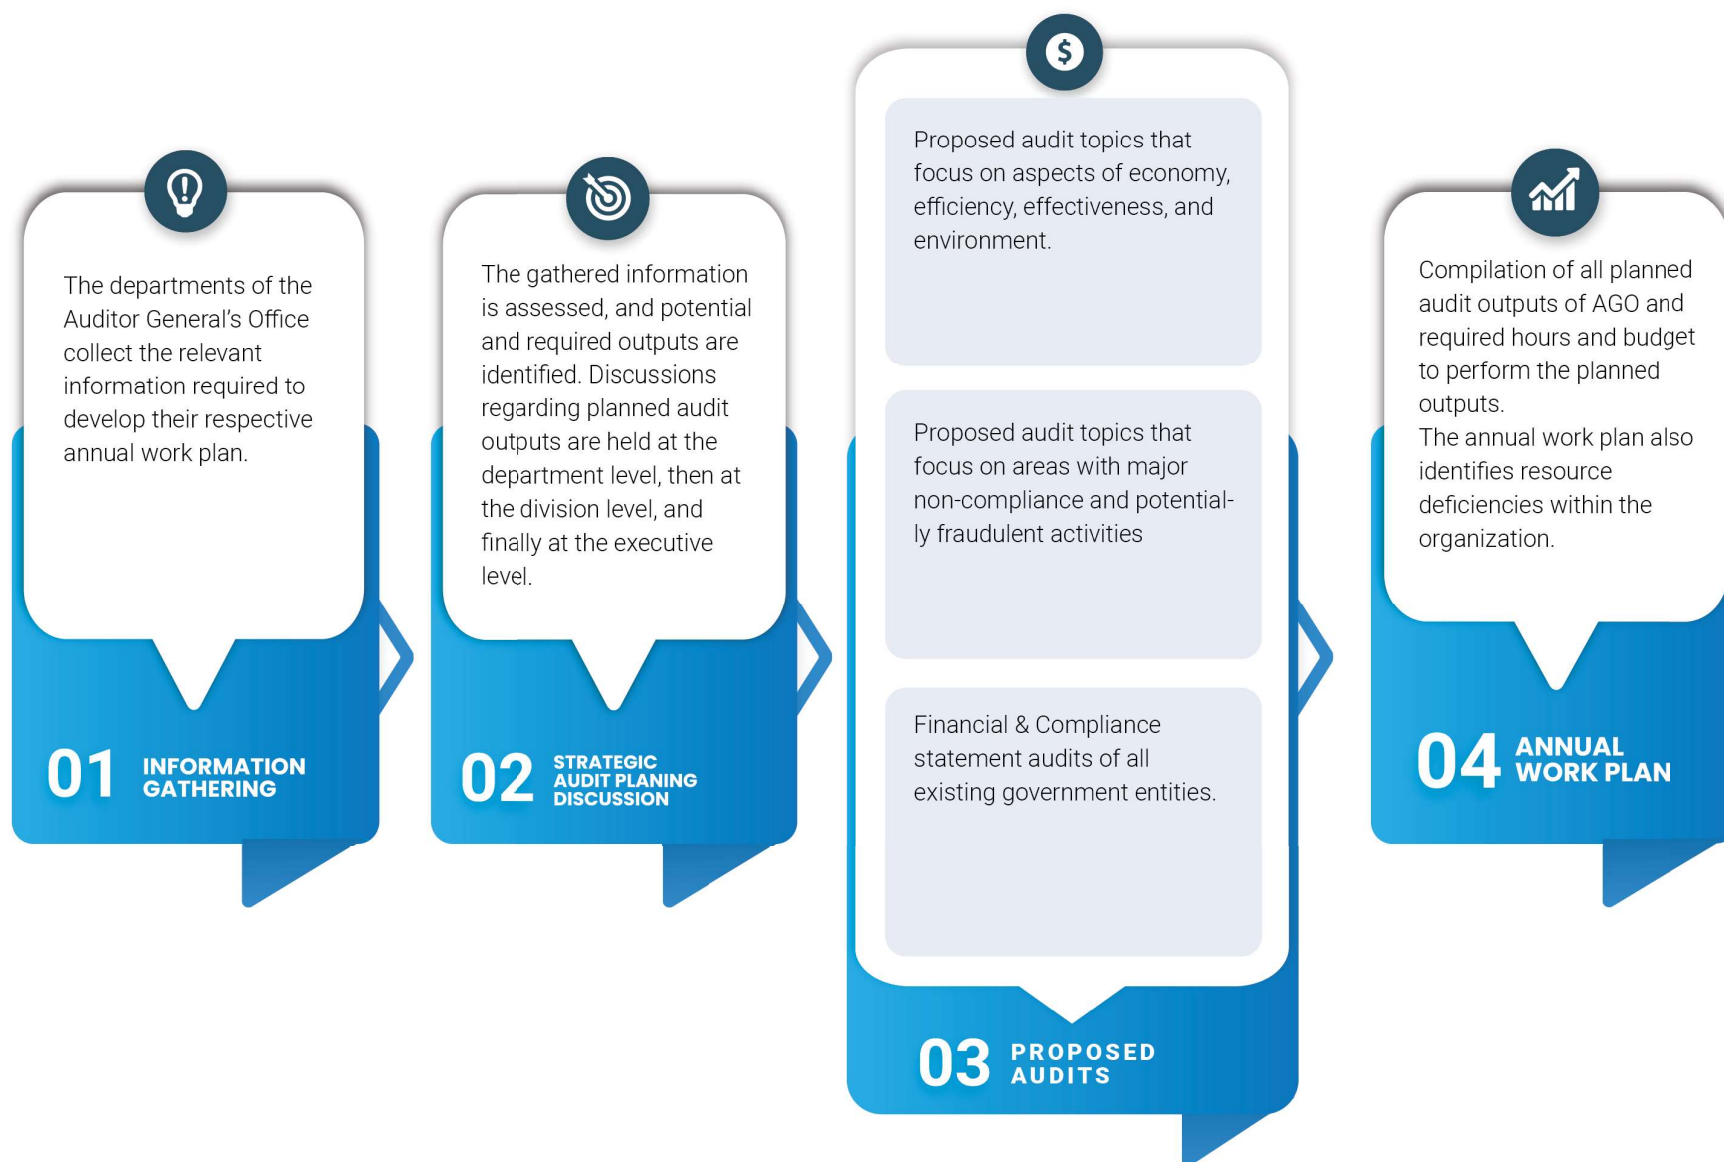 The departments of the
Auditor General's Office
collect the relevant
information required to
develop their respective
annual work plan.
01
INFORMATION
GATHERING
The gathered information
is assessed, and potential
and required outputs are
identified. Discussions
regarding planned audit
outputs are held at the
department level, then at
the division level, and
finally at the executive
level.
02
STRATEGIC
AUDIT PLANING
DISCUSSION
$
Proposed audit topics that
focus on aspects of economy,
efficiency, effectiveness, and
environment.
Proposed audit topics that
focus on areas with major
non-compliance and potential-
ly fraudulent activities
Financial & Compliance
statement audits of all
existing government entities.
03
PROPOSED
AUDITS
Compilation of all planned
audit outputs of AGO and
required hours and budget
to perform the planned
outputs.
The annual work plan also
identifies resource
deficiencies within the
organization.
04
ANNUAL
WORK PLAN